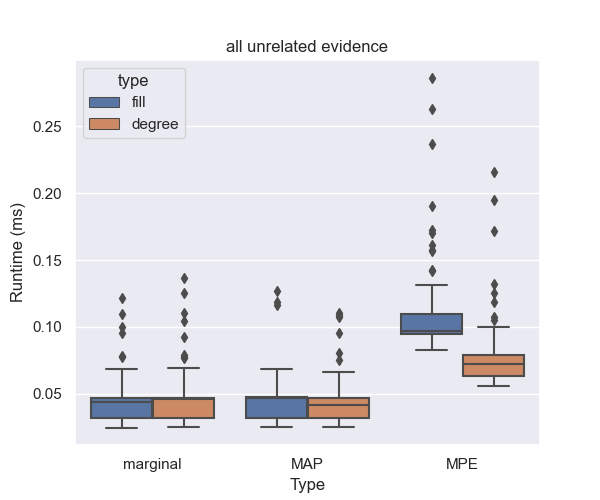 all unrelated evidence
type
fill
degree
Runtime (ms)
0.25
0.20
0.15
0.10
0.05
marginal
MAP
MPE
Type